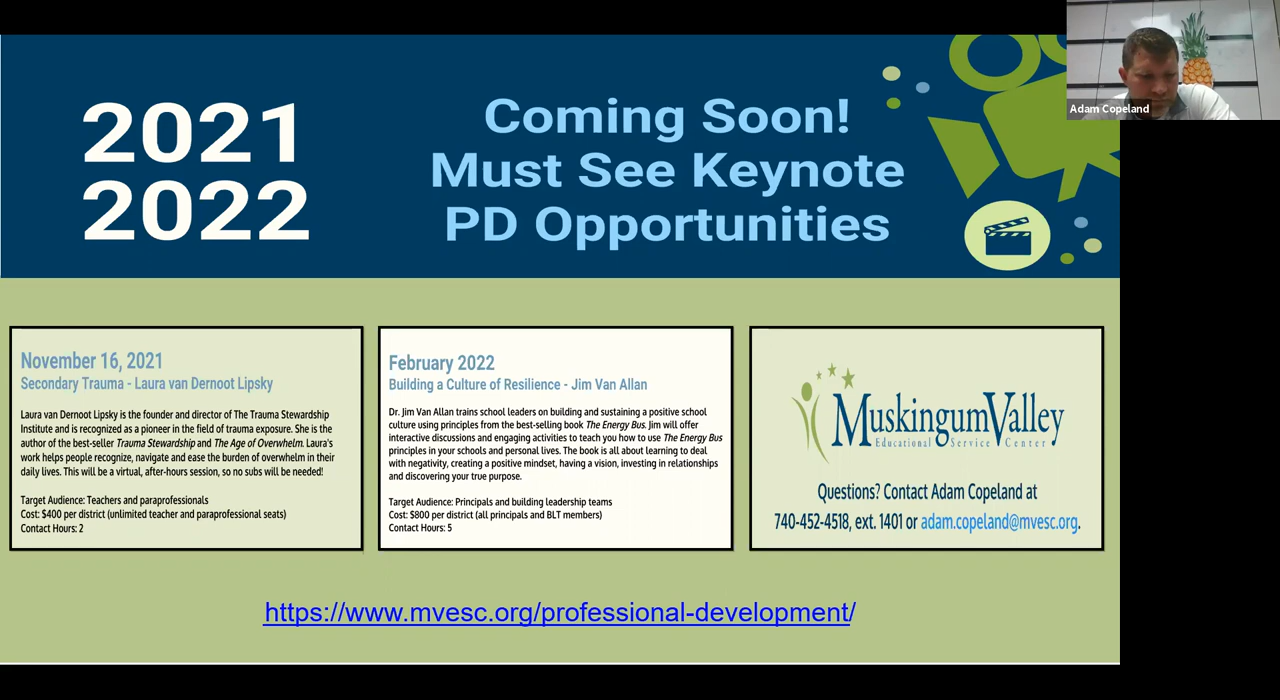 Adam Copeland
2021
2022
Coming Soon!
Must See Keynote
PD Opportunities
November 16, 2021
Secondary Trauma - Laura van Dernoot Lipsky
Laura van Dernoot Lipsky is the founder and director of The Trauma Stewardship
Institute and is recognized as a pioneer in the field of trauma exposure. She is the
author of the best-seller Trauma Stewardship and The Age of Overwhelm. Laura's
work helps people recognize, navigate and ease the burden of overwhelm in their
daily lives. This will be a virtual, after-hours session, so no subs will be needed!
Target Audience: Teachers and paraprofessionals
Cost: $400 per district (unlimited teacher and paraprofessional seats)
Contact Hours: 2
February 2022
Building a Culture of Resilience - Jim Van Allan
Dr. Jim Van Allan trains school leaders on building and sustaining a positive school
culture using principles from the best-selling book The Energy Bus. Jim will offer
interactive discussions and engaging activities to teach you how to use The Energy Bus
principles in your schools and personal lives. The book is all about learning to deal
with negativity, creating a positive mindset, having a vision, investing in relationships
and discovering your true purpose.
Target Audience: Principals and building leadership teams
Cost: $800 per district (all principals and BLT members)
Contact Hours: 5
MuskingumValley
Educational Service Center
Questions? Contact Adam Copeland at
740-452-4518, ext. 1401 or adam.copeland@mvesc.org.
https://www.mvesc.org/professional-development/